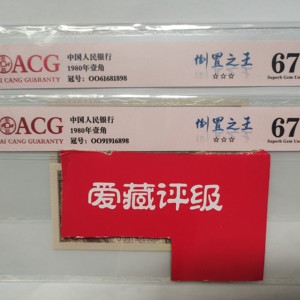 ACG
AI CANG GUARANTY
中国人民银行
1980年壹角
冠号：OO61681898
倒置之王
☆☆☆
67
Superb Gem Unc
ACG
AI CANG GUARANTY
中国人民银行
1980年壹角
冠号：OO91916898
倒置之王
☆☆☆
67
Superb Gem Unc
爱藏评级